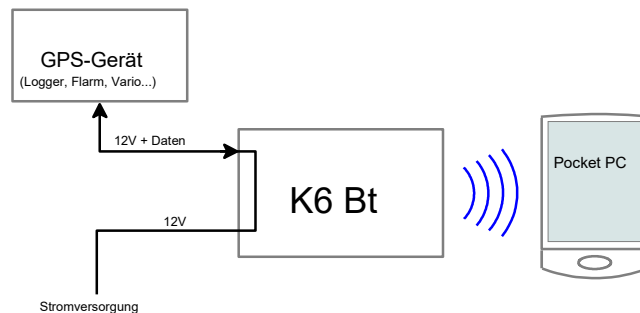 GPS-Gerät
(Logger, Flarm, Vario...)
12V + Daten
K6 Bt
Pocket PC
12V
Stromversorgung